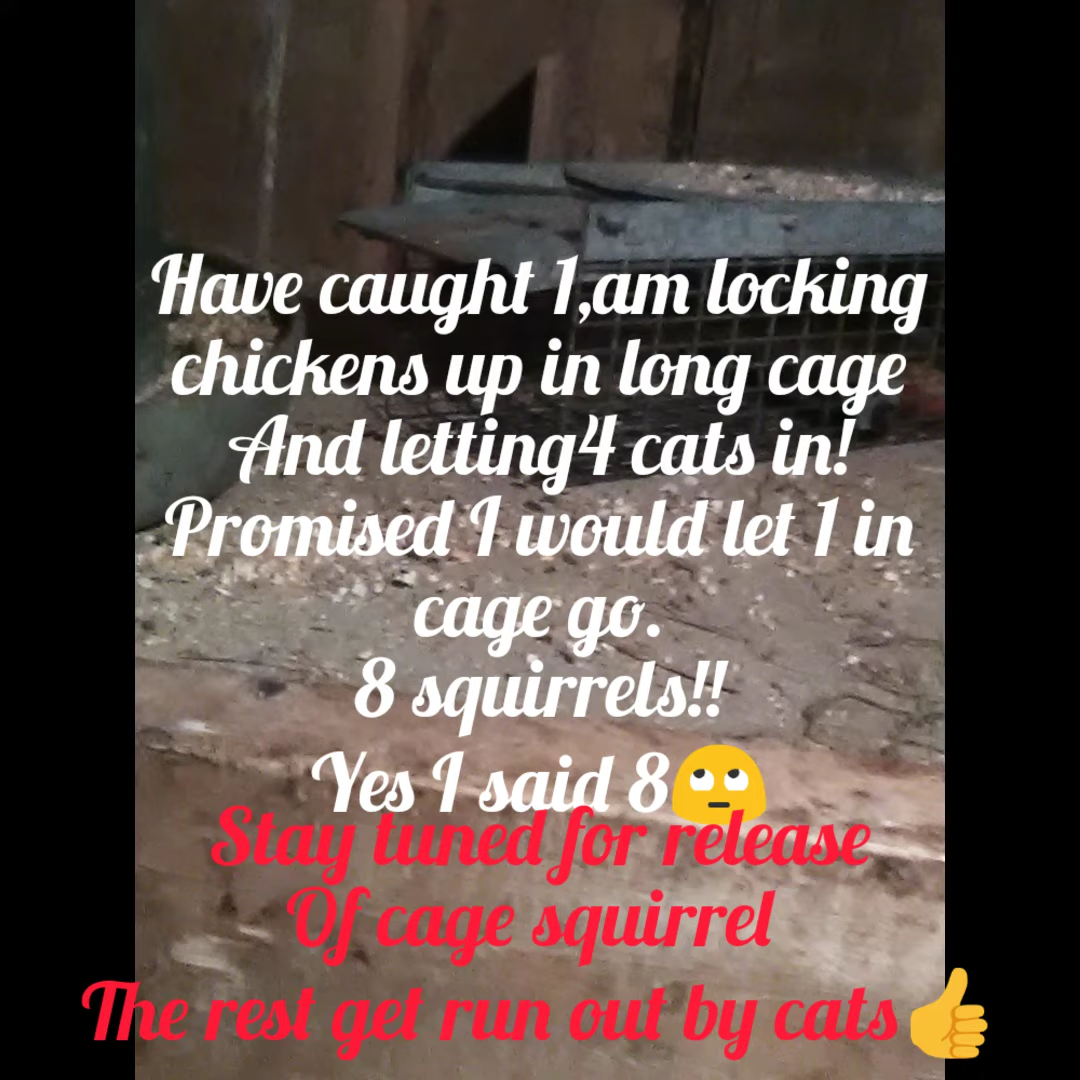 Have caught 1,am locking
chickens up in long cage
And letting4 cats in!
Promised I would let 1 in
cage go.
8 squirrels!!
Yes I said 8🙄
Stay tuned for release
Of cage squirrel
The rest get run out by cats👍